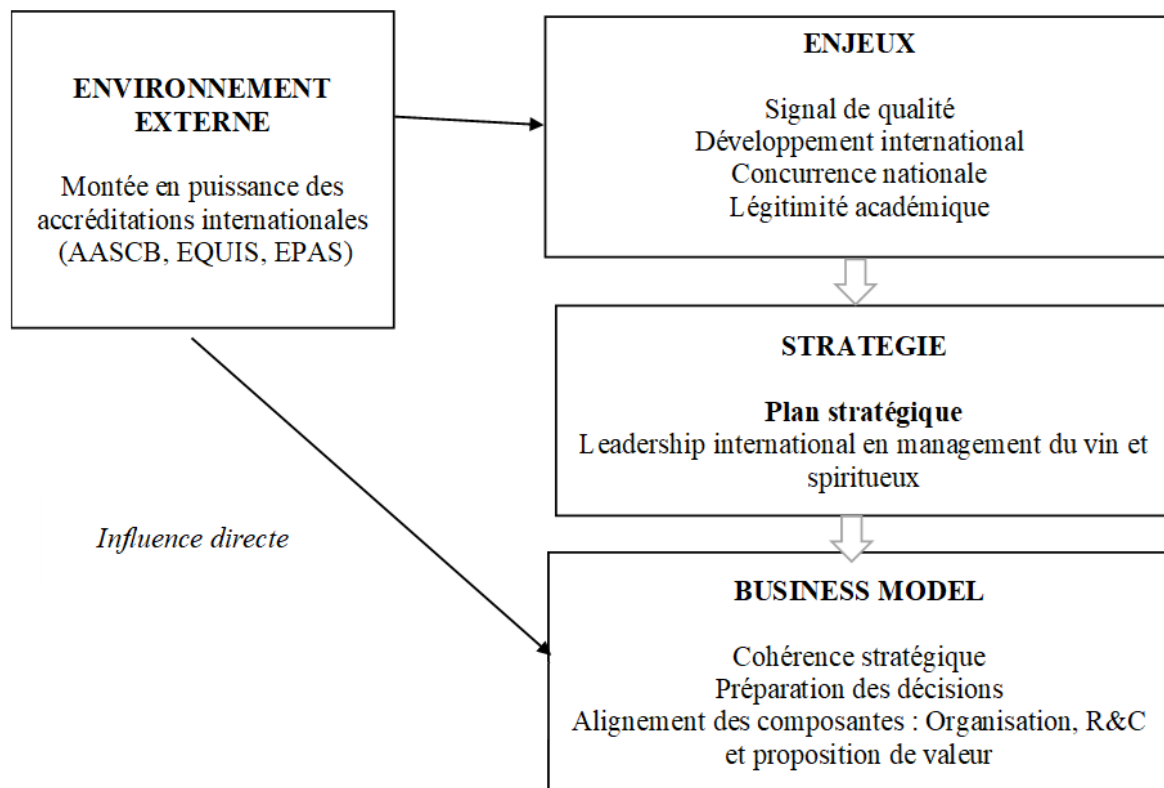 ENVIRONNEMENT
EXTERNE
Montée en puissance des
accréditations internationales
(AASCB, EQUIS, EPAS)
ENJEUX
Signal de qualité
Développement international
Concurrence nationale
Légitimité académique
STRATEGIE
Plan stratégique
Leadership international en management du vin et
spiritueux
Influence directe
BUSINESS MODEL
Cohérence stratégique
Préparation des décisions
Alignement des composantes : Organisation, R&C
et proposition de valeur